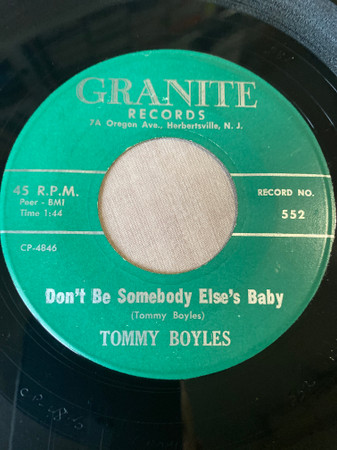 GRANITE
RECORDS
7A Oregon Ave., Herbertsville, N. J.
45 R.P.M.
Peer - BMI
Time 1:44
RECORD NO.
552
CP-4846
Don't Be Somebody Else's Baby
(Tommy Boyles)
TOMMY BOYLES